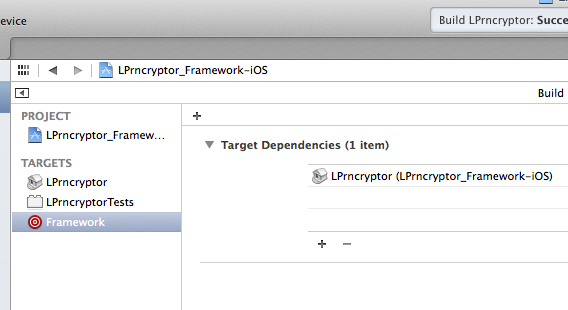 evice
Build LPrncryptor: Succe
LPrncryptor_Framework-iOS
Build
PROJECT
LPrncryptor_Framew...
TARGETS
LPrncryptor
LPrncryptorTests
Framework
Target Dependencies (1 item)
LPrncryptor (LPrncryptor_Framework-iOS)